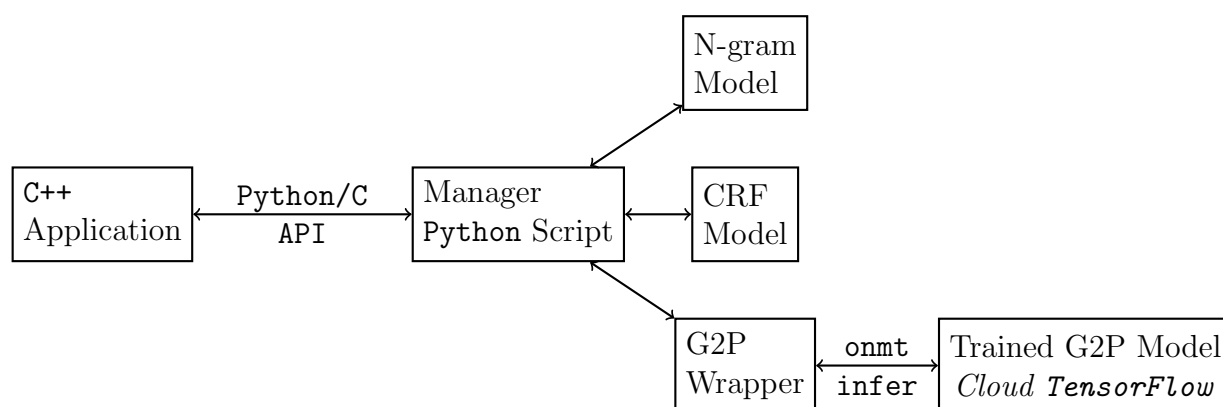 N-gram
Model
C++
Application
Python/C
API
Manager
Python Script
CRF
Model
G2P
Wrapper
onmt
infer
Trained G2P Model
Cloud TensorFlow